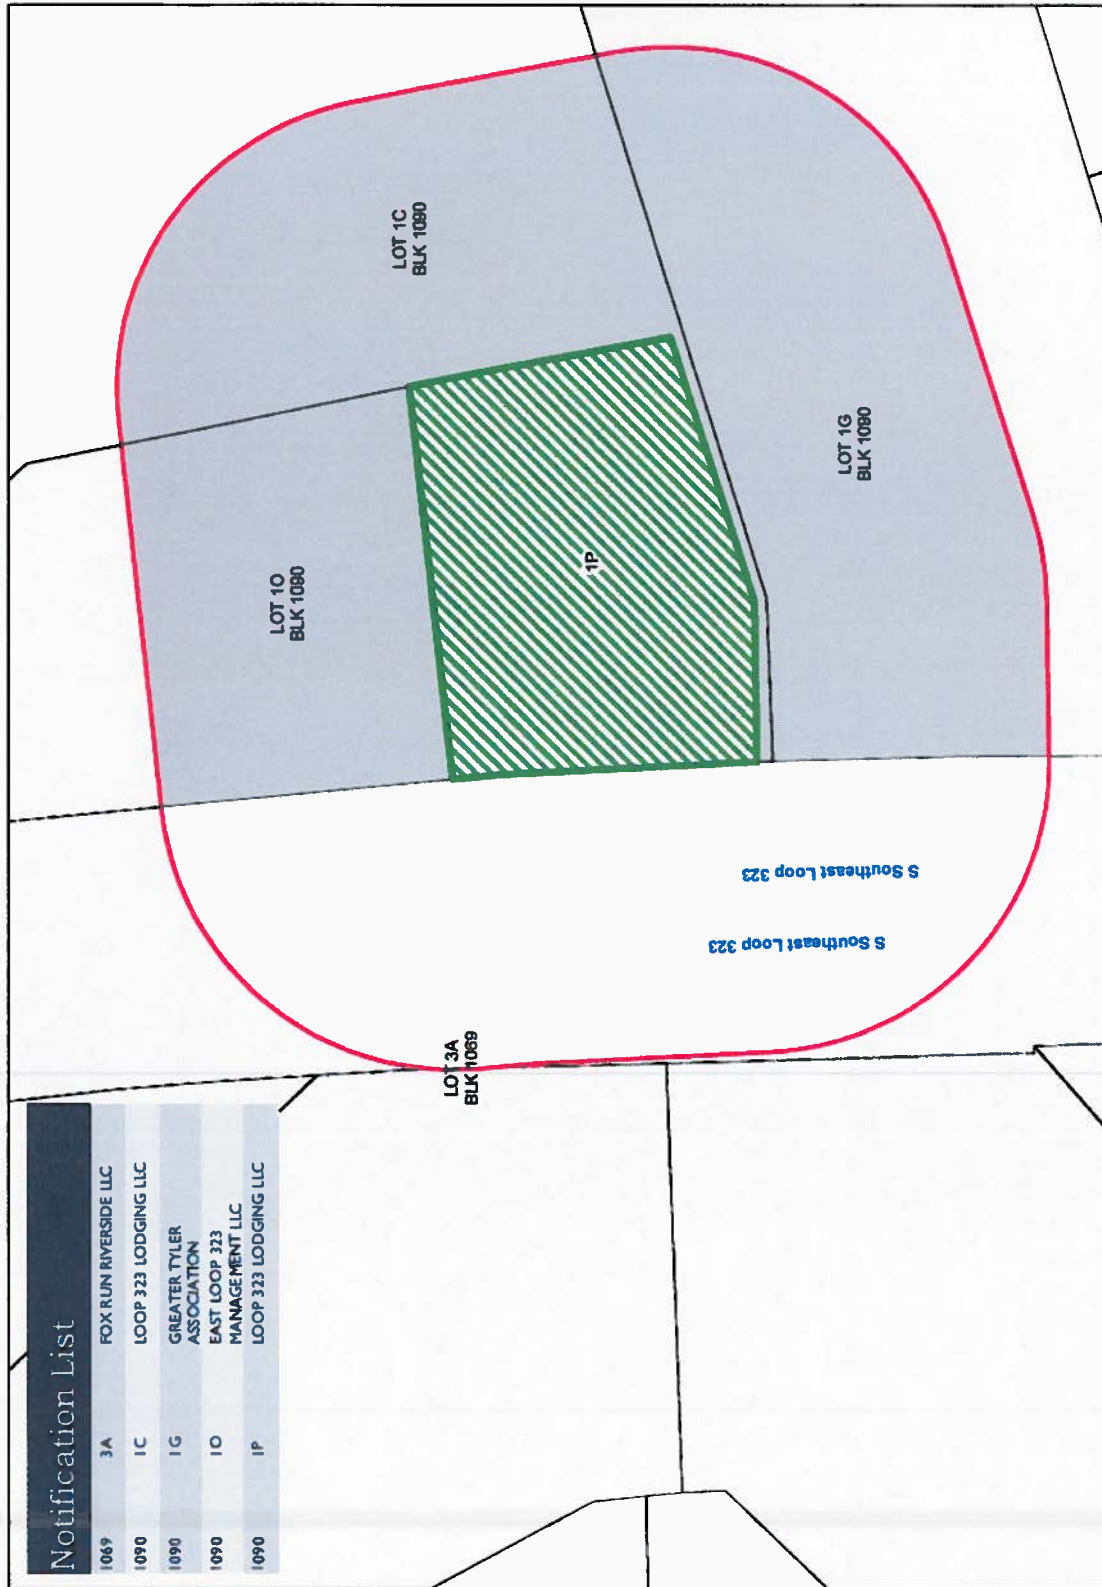 Notification List
1069 3A FOX RUN RIVERSIDE LLC
1090 1C LOOP 323 LODGING LLC
1090 1G GREATER TYLER
ASSOCIATION
1090 1O EAST LOOP 323
MANAGEMENT LLC
1090 1P LOOP 323 LODGING LLC
LOT 3A
BLK 1069
LOT 1O
BLK 1090
LOT 1C
BLK 1090
1P
LOT 1G
BLK 1090
S Southeast Loop 323
S Southeast Loop 323